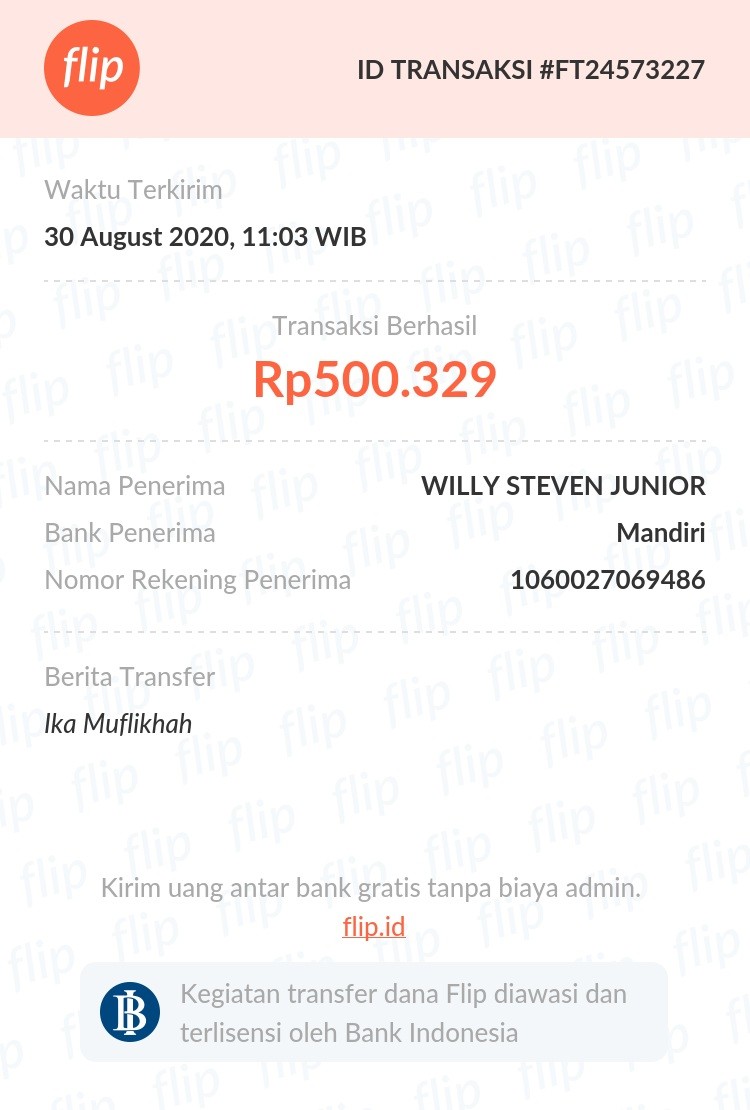 flip
ID TRANSAKSI #FT24573227
Waktu Terkirim
30 August 2020, 11:03 WIB
Transaksi Berhasil
Rp500.329
Nama Penerima WILLY STEVEN JUNIOR
Bank Penerima Mandiri
Nomor Rekening Penerima 1060027069486
Berita Transfer
Ika Muflikhah
Kirim uang antar bank gratis tanpa biaya admin.
flip.id
Kegiatan transfer dana Flip diawasi dan
terlisensi oleh Bank Indonesia